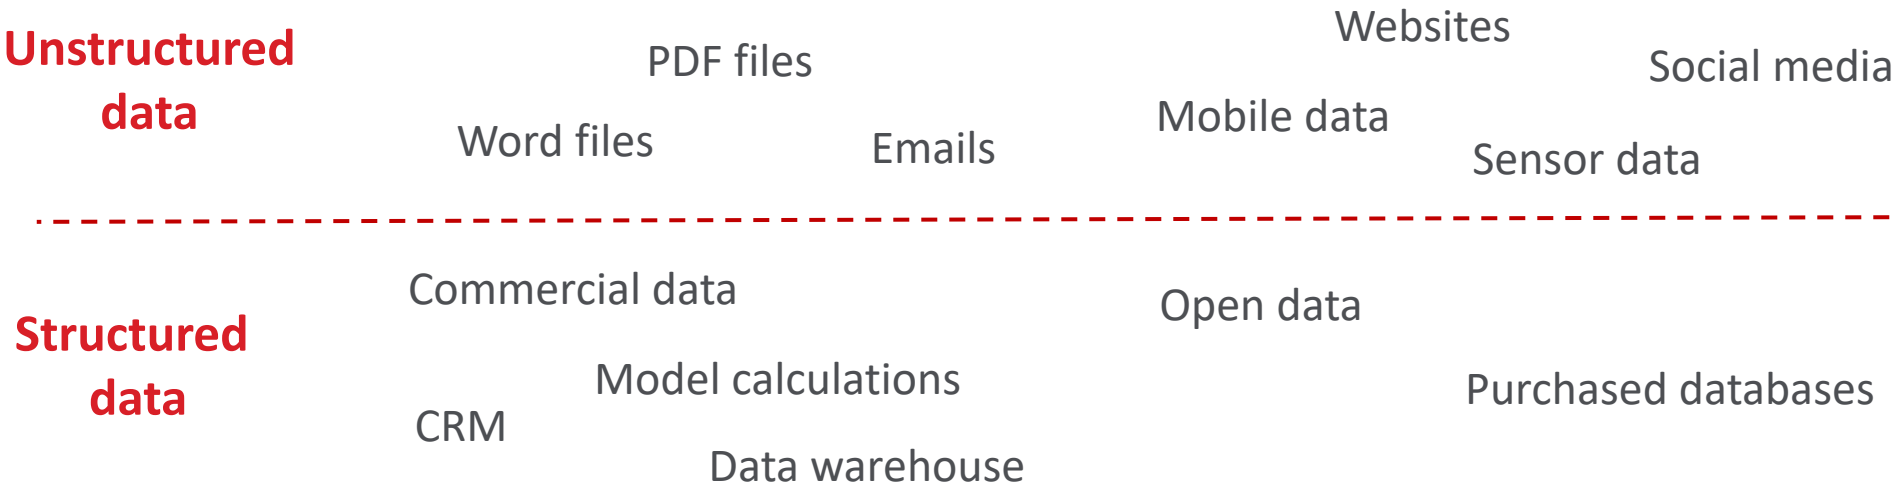 Unstructured
data
PDF files
Word files
Emails
Websites
Social media
Mobile data
Sensor data
Structured
data
Commercial data
Model calculations
CRM
Data warehouse
Open data
Purchased databases